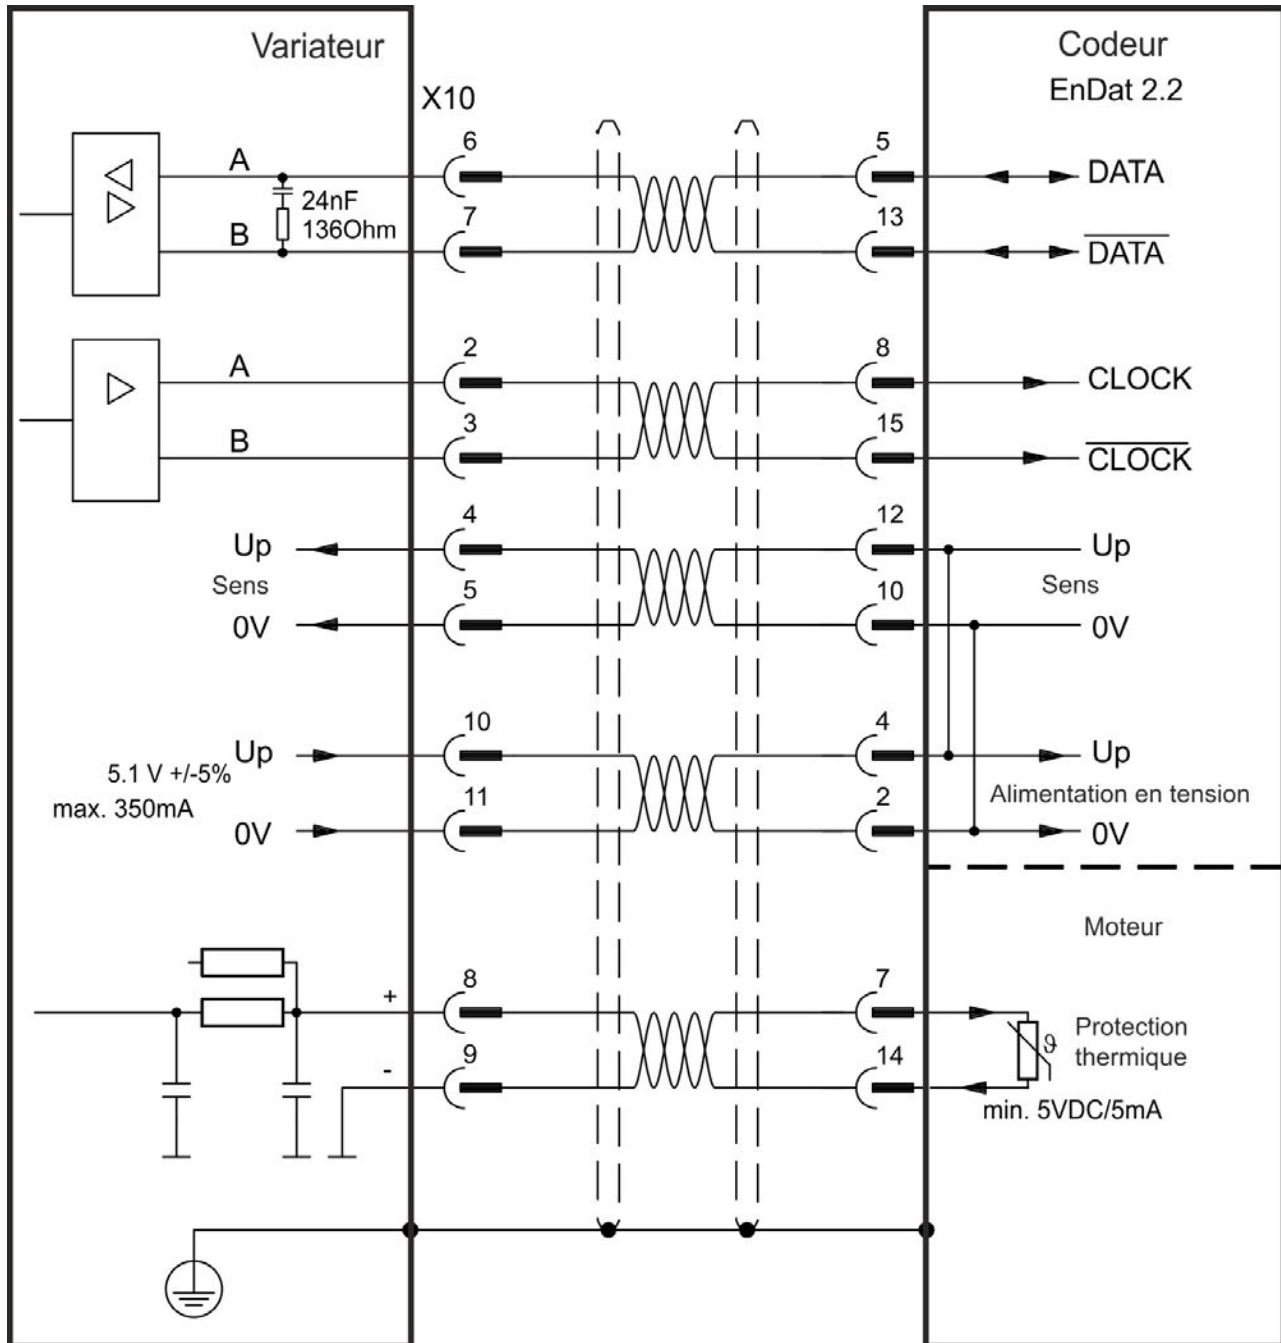 Variateur
Codeur
EnDat 2.2
X10
A
6
5
DATA
24nF
136Ohm
B
7
13
DATA
A
2
8
CLOCK
B
3
15
CLOCK
Up
4
12
Up
Sens
Sens
0V
5
10
0V
Up
10
4
Up
5.1 V +/-5%
max. 350mA
Alimentation en tension
0V
11
2
0V
Moteur
+
8
7
Protection
thermique
ϑ
-
9
14
min. 5VDC/5mA